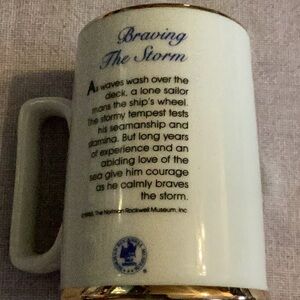 Braving
The Storm
As waves wash over the
deck, a lone sailor
mans the ship's wheel.
The stormy tempest tests
his seamanship and
stamina. But long years
of experience and an
abiding love of the
sea give him courage
as he calmly braves
the storm.
The Norman Rockwell Museum, Inc